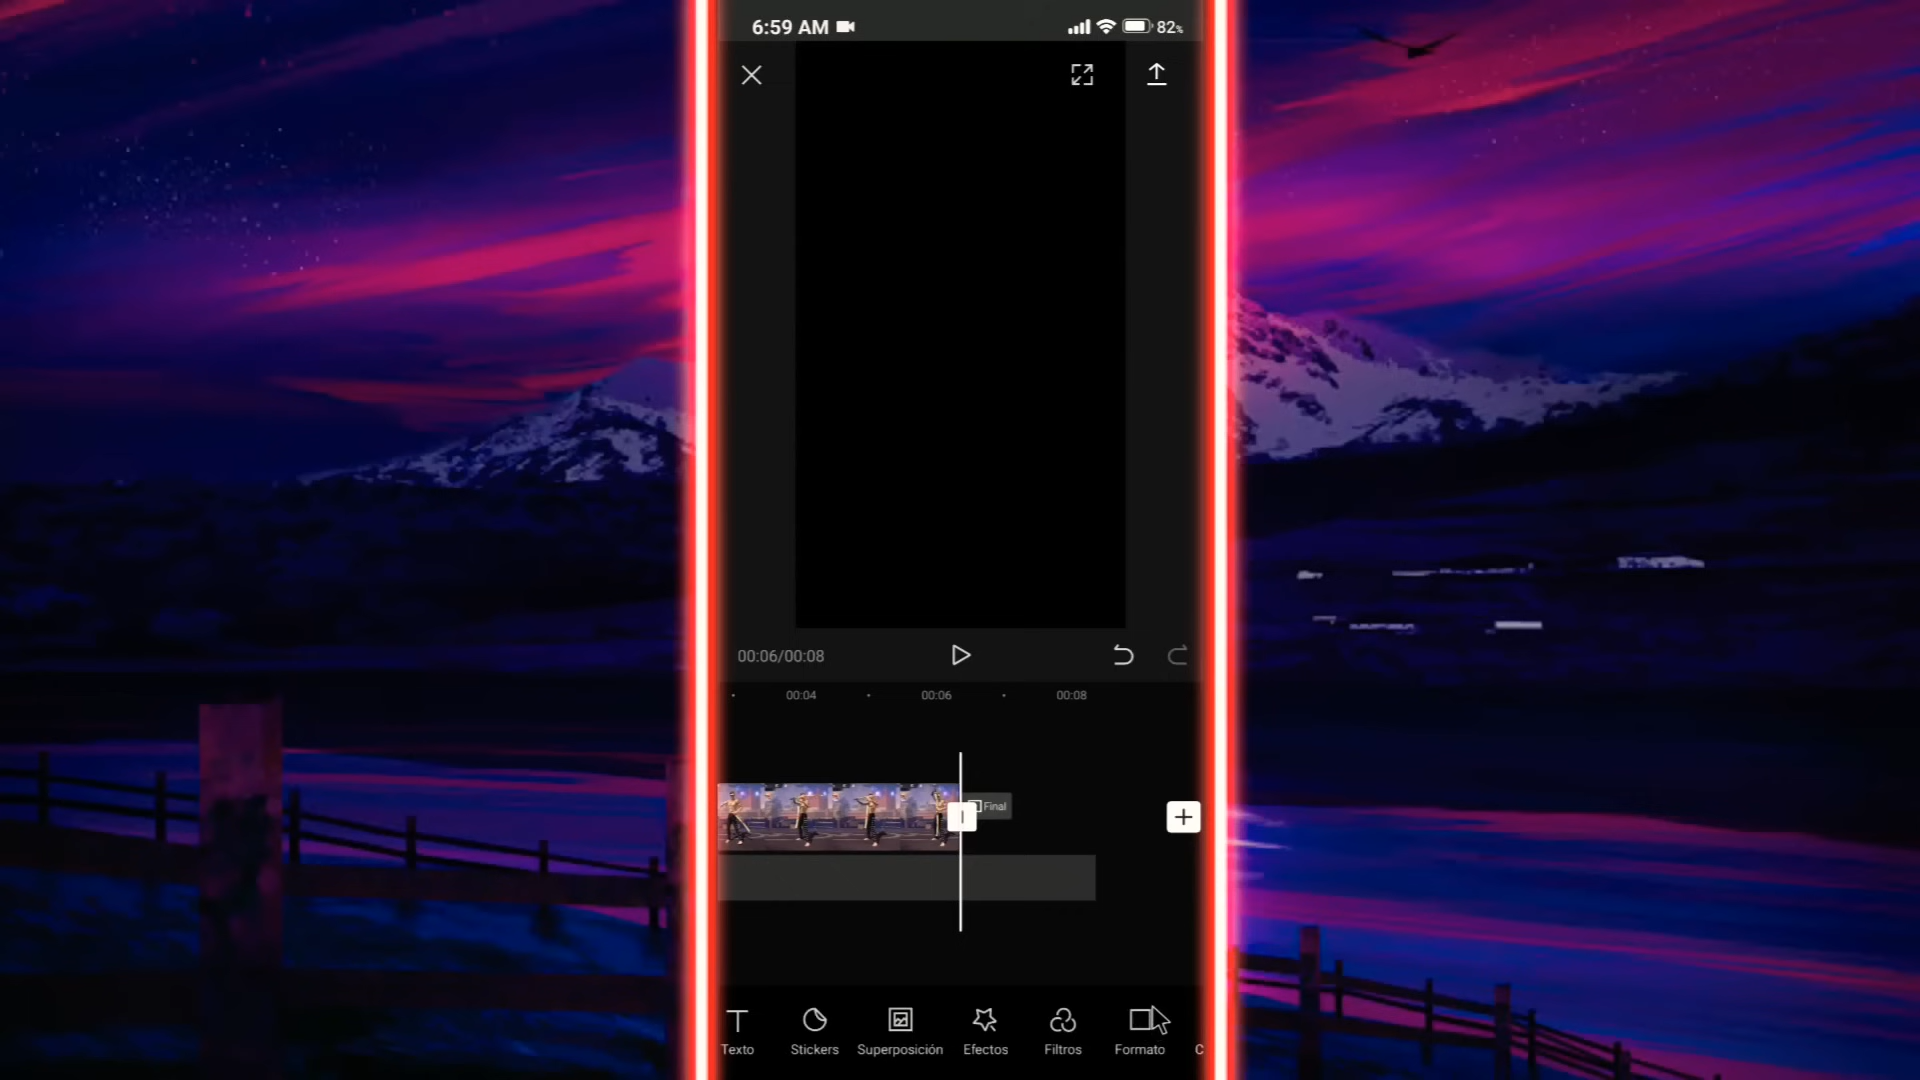 6:59 AM
82%
00:06/00:08
00:04
00:06
00:08
Final
Texto
Stickers
Superposición
Efectos
Filtros
Formato
C